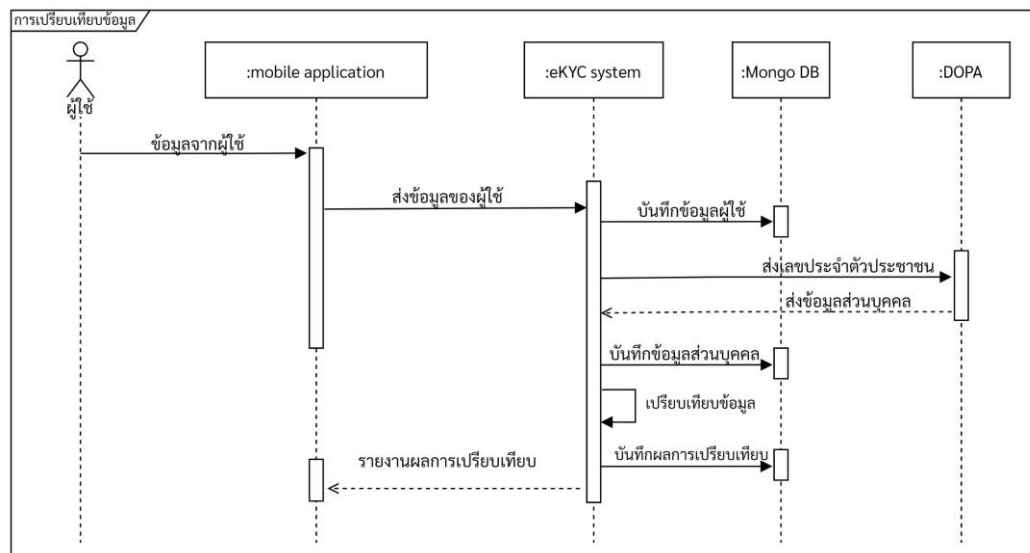 การเปรียบเทียบข้อมูล
:mobile application
:eKYC system
:Mongo DB
:DOPA
ผู้ใช้
ข้อมูลจากผู้ใช้
ส่งข้อมูลของผู้ใช้
บันทึกข้อมูลผู้ใช้
ส่งเลขประจำตัวประชาชน
ส่งข้อมูลส่วนบุคคล
บันทึกข้อมูลส่วนบุคคล
เปรียบเทียบข้อมูล
บันทึกผลการเปรียบเทียบ
รายงานผลการเปรียบเทียบ